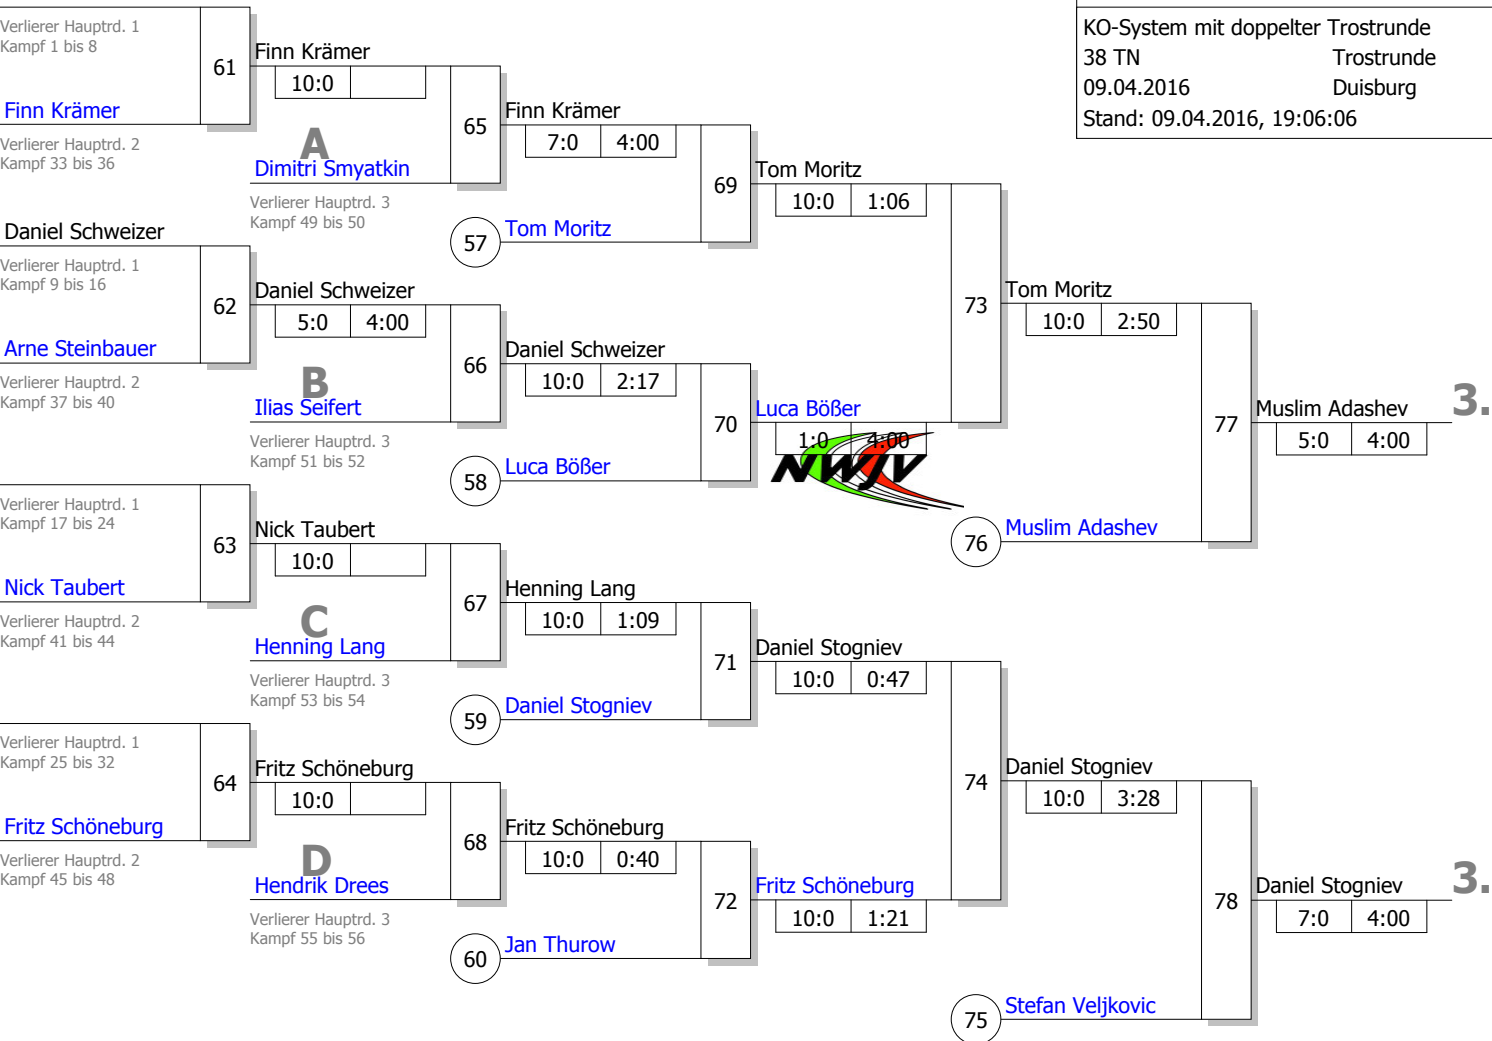 KO-System mit doppelter Trostrunde
38 TN Trostrunde
09.04.2016 Duisburg
Stand: 09.04.2016, 19:06:06
Verlierer Hauptrd. 1
Kampf 1 bis 8
61
Finn Krämer
Verlierer Hauptrd. 2
Kampf 33 bis 36
Daniel Schweizer
Verlierer Hauptrd. 1
Kampf 9 bis 16
62
Arne Steinbauer
Verlierer Hauptrd. 2
Kampf 37 bis 40
Verlierer Hauptrd. 1
Kampf 17 bis 24
63
Nick Taubert
Verlierer Hauptrd. 2
Kampf 41 bis 44
Verlierer Hauptrd. 1
Kampf 25 bis 32
64
Fritz Schöneburg
Verlierer Hauptrd. 2
Kampf 45 bis 48
Finn Krämer
10:0
A
65
Dimitri Smyatkin
Verlierer Hauptrd. 3
Kampf 49 bis 50
Daniel Schweizer
5:0 4:00
B
66
Ilias Seifert
Verlierer Hauptrd. 3
Kampf 51 bis 52
Nick Taubert
10:0
C
67
Henning Lang
Verlierer Hauptrd. 3
Kampf 53 bis 54
Fritz Schöneburg
10:0
D
68
Hendrik Drees
Verlierer Hauptrd. 3
Kampf 55 bis 56
Finn Krämer
7:0 4:00
69
57 Tom Moritz
Daniel Schweizer
10:0 2:17
70
58 Luca Bößer
Henning Lang
10:0 1:09
71
59 Daniel Stogniev
Fritz Schöneburg
10:0 0:40
72
60 Jan Thurow
Tom Moritz
10:0 1:06
73
Luca Bößer
1:0 4:00
NWJV
Daniel Stogniev
10:0 0:47
74
Fritz Schöneburg
10:0 1:21
Tom Moritz
10:0 2:50
77
76 Muslim Adashev
Daniel Stogniev
10:0 3:28
78
75 Stefan Veljkovic
Muslim Adashev 3.
5:0 4:00
Daniel Stogniev 3.
7:0 4:00